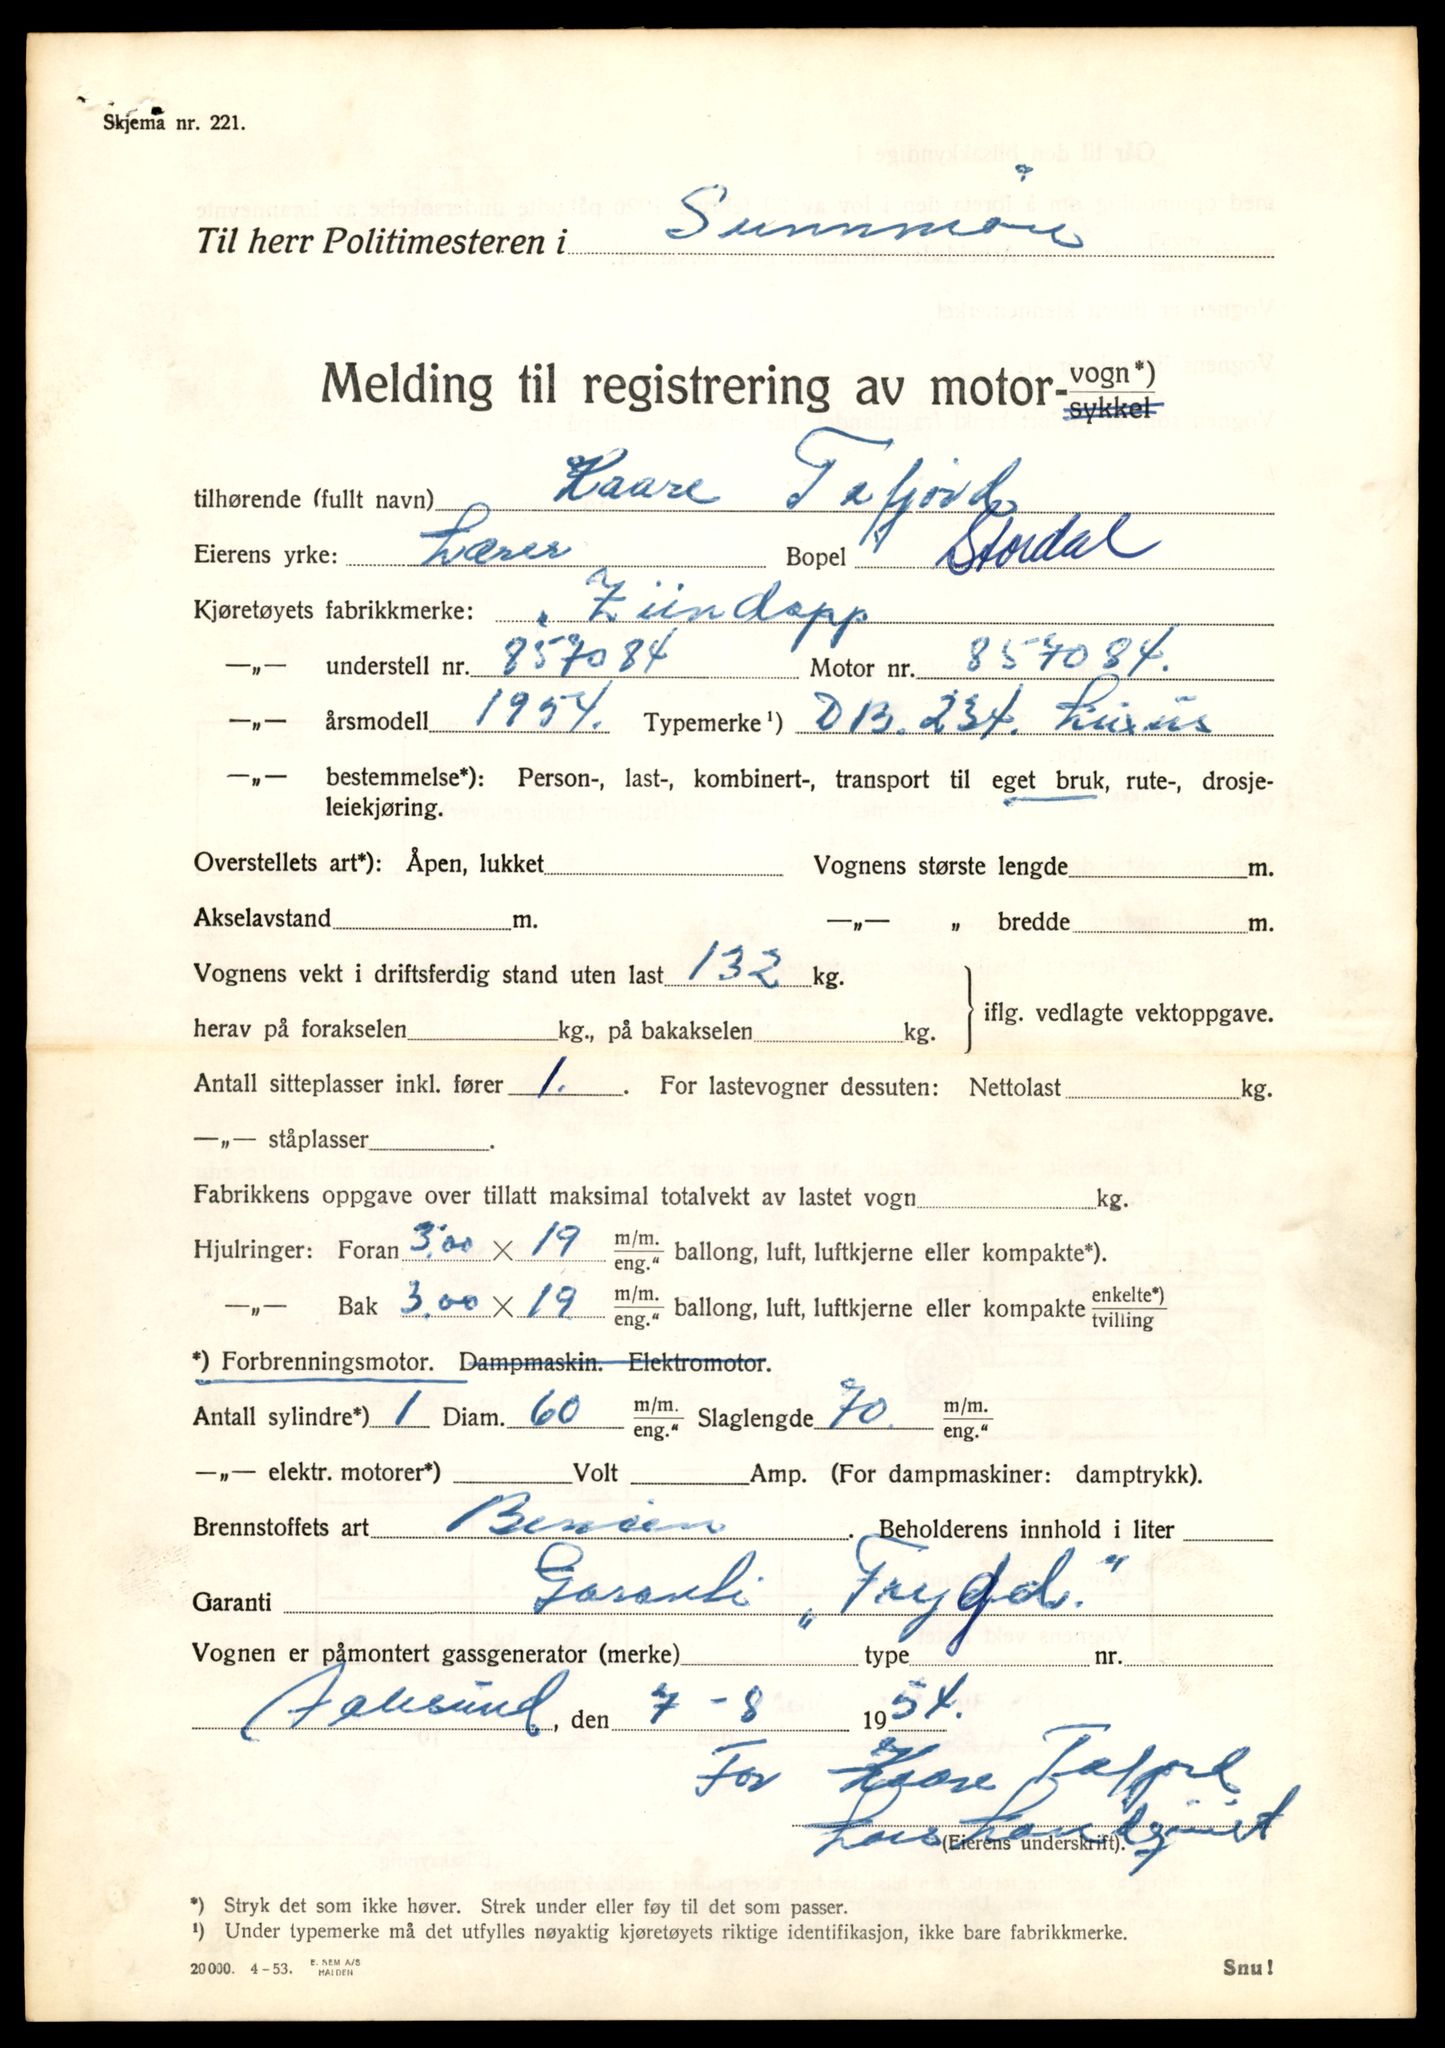 Skjema nr. 221.
Til herr Politimesteren i Sunnmöre
Melding til registrering av motor- vogn*) sykkel
tilhørende (fullt navn) Kaare Tafjord
Eierens yrke: Lærer Bopel Stordal
Kjøretøyets fabrikkmerke: Zündapp
—„— understell nr. 857084 Motor nr. 857084.
—„— årsmodell 1954. Typemerke ¹) DB. 234. Luxus
—„— bestemmelse*): Person-, last-, kombinert-, transport til eget bruk, rute-, drosje-
leiekjøring.
Overstellets art*): Åpen, lukket Vognens største lengde m.
Akselavstand m. —„— „ bredde m.
Vognens vekt i driftsferdig stand uten last 132 kg.
herav på forakselen kg., på bakakselen kg. iflg. vedlagte vektoppgave.
Antall sitteplasser inkl. fører 1. . For lastevogner dessuten: Nettolast kg.
—„— ståplasser .
Fabrikkens oppgave over tillatt maksimal totalvekt av lastet vogn kg.
Hjulringer: Foran 3.00 × 19 m/m. eng." ballong, luft, luftkjerne eller kompakte*).
—„— Bak 3.00 × 19 m/m. eng." ballong, luft, luftkjerne eller kompakte enkelte*) tvilling
*) Forbrenningsmotor. Dampmaskin. Elektromotor.
Antall sylindre*) 1 Diam. 60 m/m. eng." Slaglengde 70. m/m. eng."
—„— elektr. motorer*) Volt Amp. (For dampmaskiner: damptrykk).
Brennstoffets art Bensin . Beholderens innhold i liter
Garanti Garanti „Trygd."
Vognen er påmontert gassgenerator (merke) type nr.
Aalesund, den 7-8 1954.
For Kaare Tafjord
Lars
(Eierens underskrift).
*) Stryk det som ikke høver. Strek under eller føy til det som passer.
¹) Under typemerke må det utfylles nøyaktig kjøretøyets riktige identifikasjon, ikke bare fabrikkmerke.
20000. 4-53. E. SEM A/S HALDEN Snu!